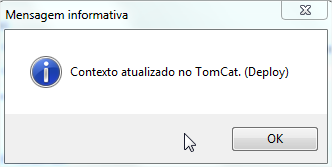 Mensagem informativa
Contexto atualizado no TomCat. (Deploy)
OK